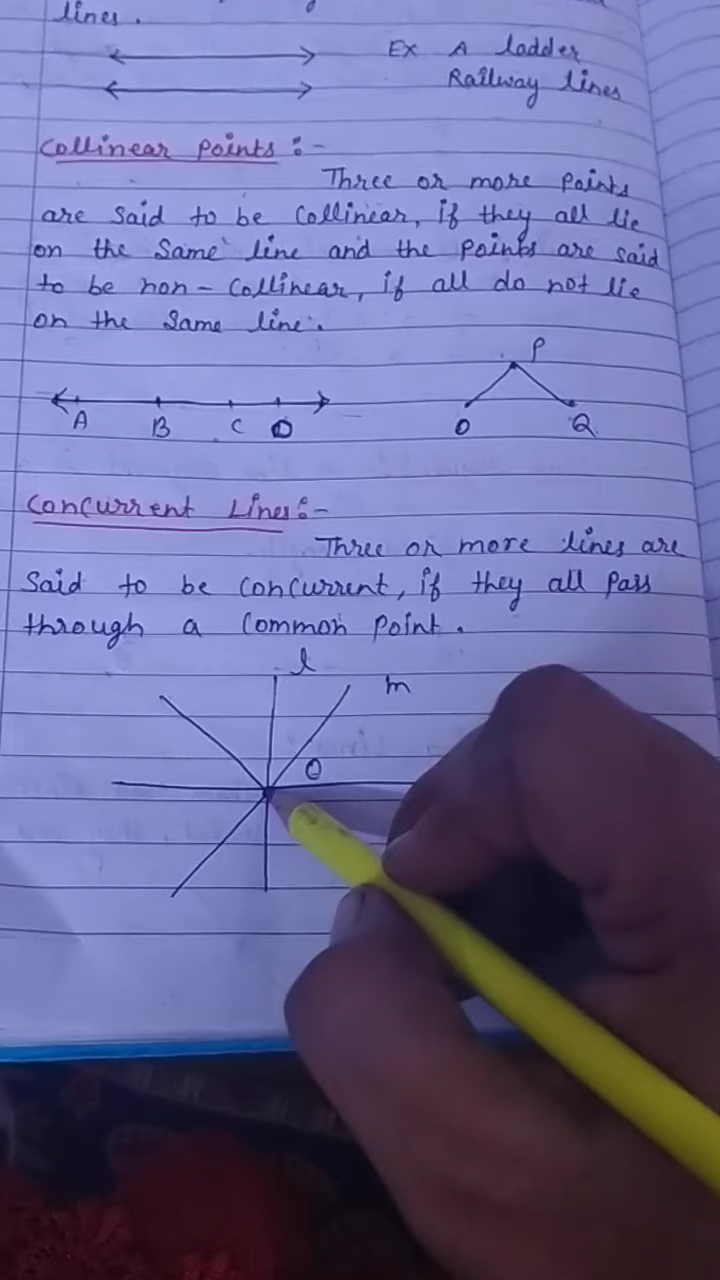 lines.
Ex A ladder
Railway lines
Collinear Points :-
Three or more Points
are said to be Collinear, if they all lie
on the Same line and the points are said
to be non-Collinear, if all do not lie
on the Same line.
P
A B C D O Q
Concurrent Lines:-
Three or more lines are
Said to be concurrent, if they all pass
through a Common point.
l
m
O